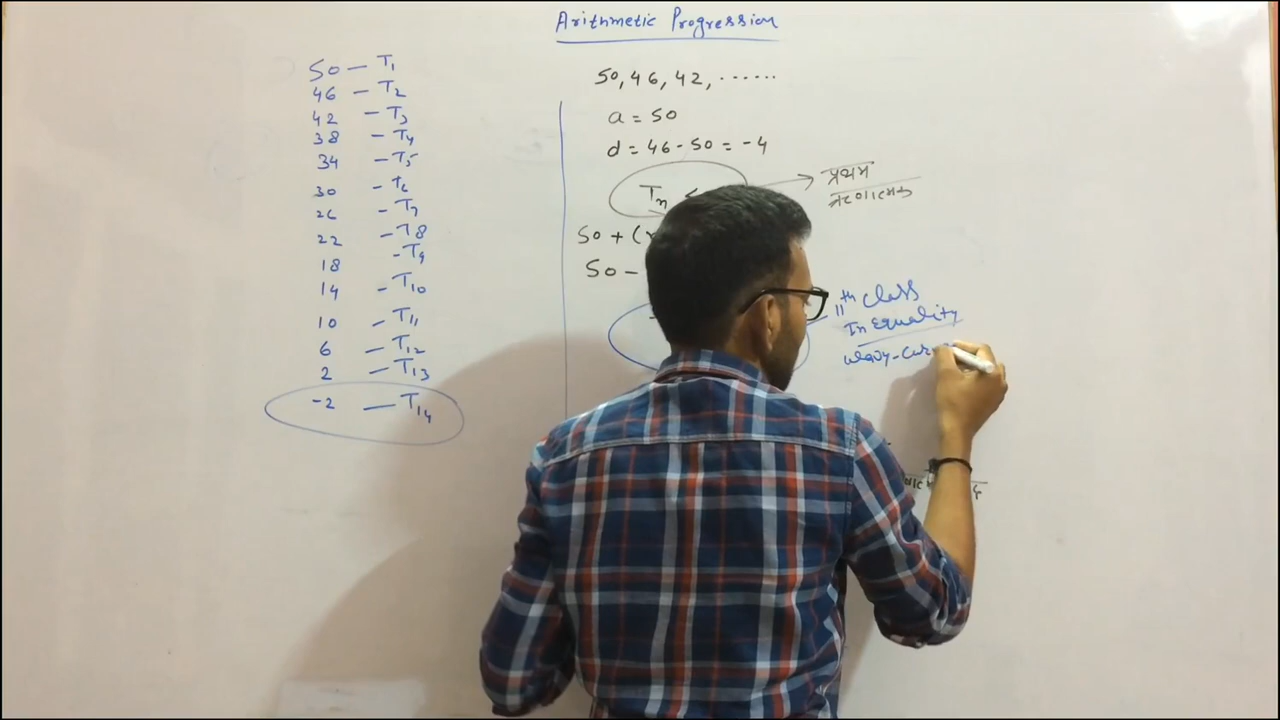 Arithmetic Progression
50 — T1
46 — T2
42 — T3
38 — T4
34 — T5
30 — T6
26 — T7
22 — T8
18 — T9
14 — T10
10 — T11
6 — T12
2 — T13
-2 — T14
50, 46, 42, ......
a = 50
d = 46 - 50 = -4
Tn <
प्रथम
ऋणात्मक
50 + (
50 -
11th class
Inequality
wavy-cur